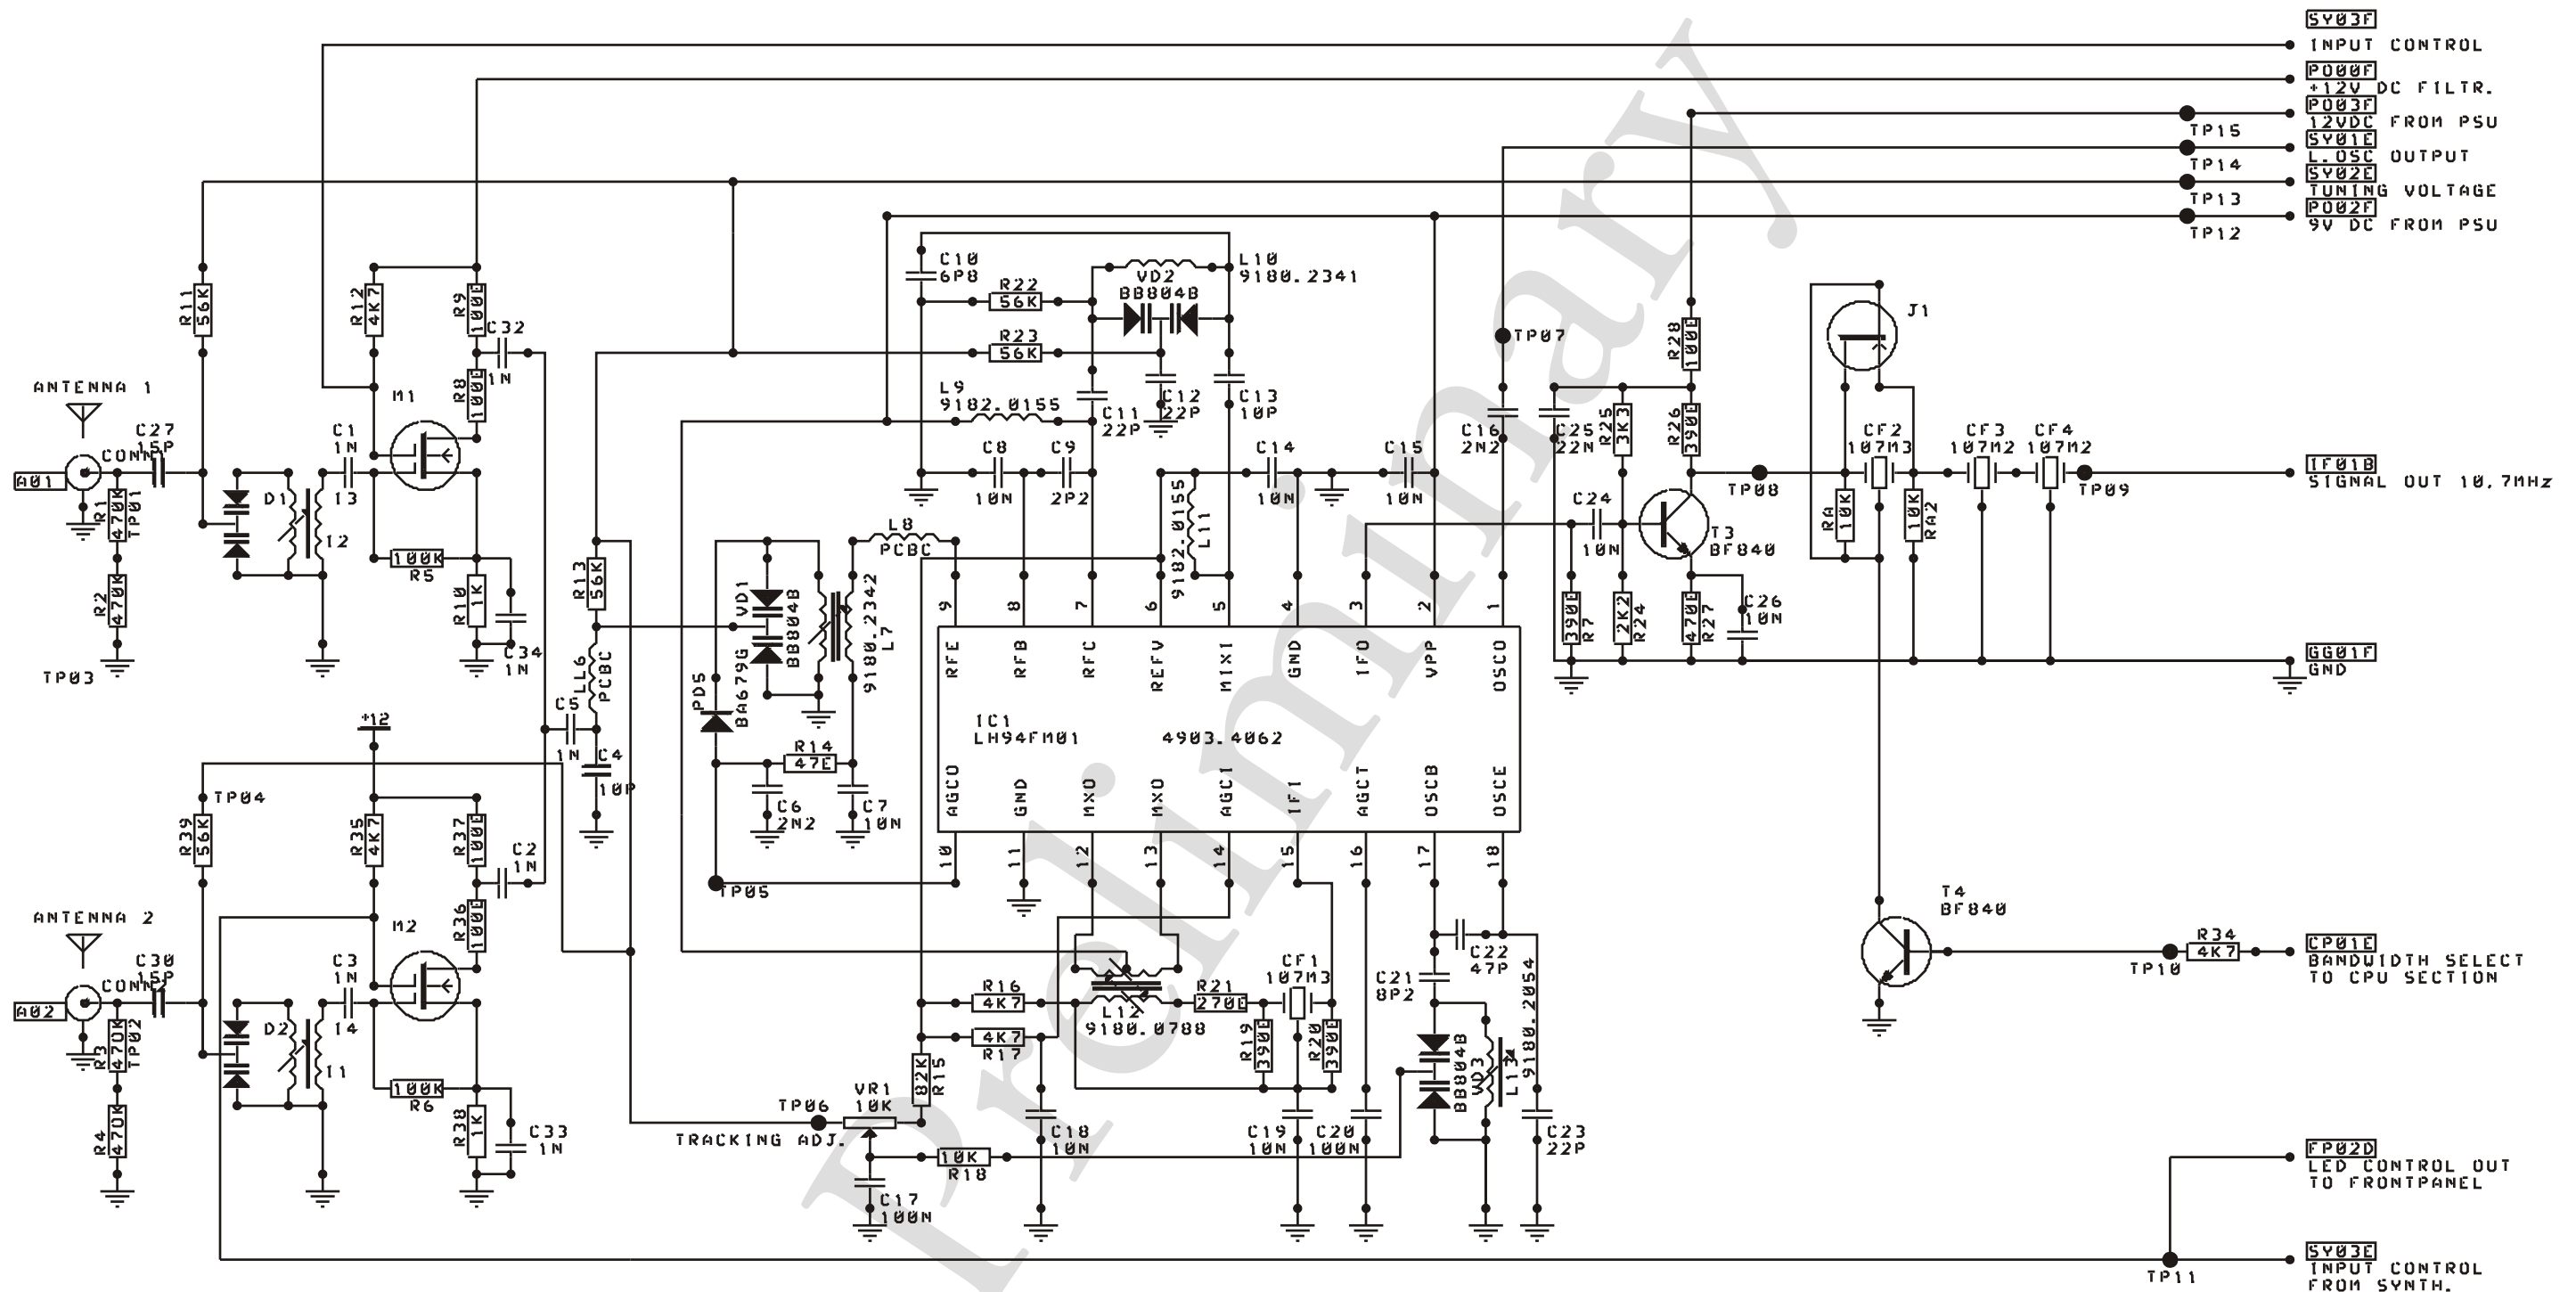 SY03F
INPUT CONTROL
PO00F
+12V DC FILTR.
PO03F
12VDC FROM PSU
TP15
SY01E
L.OSC OUTPUT
TP14
SY02E
TUNING VOLTAGE
TP13
PO02F
9V DC FROM PSU
TP12
C10
6P8
L10
9180.2341
VD2
BB804B
R22
56K
R23
56K
L9
9182.0155
C11
22P
C12
22P
C13
10P
C8
10N
C9
2P2
C14
10N
C15
10N
C16
2N2
TP07
R28
100E
C25
22N
R25
3K3
R26
390E
J1
CF2
107M3
CF3
107M2
CF4
107M2
TP08
TP09
IF01B
SIGNAL OUT 10,7MHz
RA
10K
RA2
10K
C24
10N
T3
BF840
R7
390E
R24
2K2
R27
470E
C26
10N
GG01F
GND
R11
56K
R12
4K7
R9
100E
C32
1N
R8
100E
ANTENNA 1
M1
C27
15P
A01
C1
1N
D1
I3
I2
R1
470K
TP01
R2
470K
TP03
100K
R5
R10
1K
C34
1N
R13
56K
LL6
PCBC
C5
1N
C4
10P
VD1
BB804B
PD5
BA679G
L8
PCBC
9180.2342
L7
9182.0155
L11
R14
47E
C6
2N2
C7
10N
9 8 7 6 5 4 3 2 1
RFE RFB RFC REFV MIXI GND IFO VPP OSCO
IC1
LH94FM01
4903.4062
AGCO GND MXO MXO AGCI IFI AGCT OSCB OSCE
10 11 12 13 14 15 16 17 18
TP05
+12
TP04
R39
56K
R35
4K7
R37
100E
C2
1N
R36
100E
ANTENNA 2
M2
C30
15P
A02
C3
1N
D2
I4
I1
R3
470K
TP02
R4
470K
100K
R6
R38
1K
C33
1N
R16
4K7
4K7
R17
L12
9180.0788
R21
270E
CF1
107M3
R19
390E
R20
390E
R15
82K
VR1
10K
TP06
TRACKING ADJ.
10K
R18
C17
100N
C18
10N
C19
10N
C20
100N
C22
47P
C21
8P2
VD3
BB804B
L13
9180.2054
C23
22P
T4
BF840
TP10
R34
4K7
CP01E
BANDWIDTH SELECT
TO CPU SECTION
FP02D
LED CONTROL OUT
TO FRONTPANEL
TP11
SY03E
INPUT CONTROL
FROM SYNTH.
Preliminary